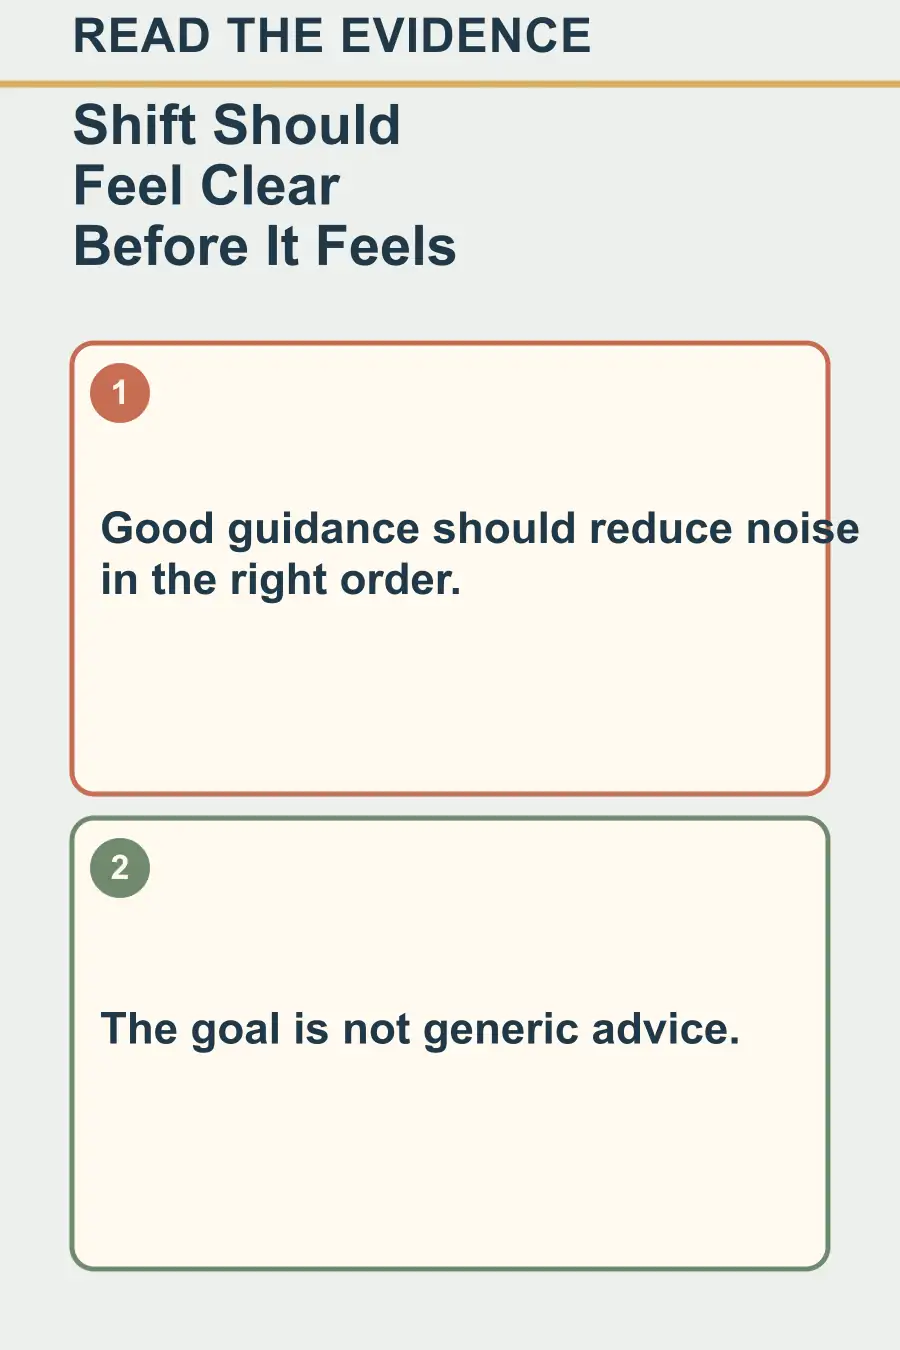 READ THE EVIDENCE
Shift Should
Feel Clear
Before It Feels
1
Good guidance should reduce noise
in the right order.
2
The goal is not generic advice.